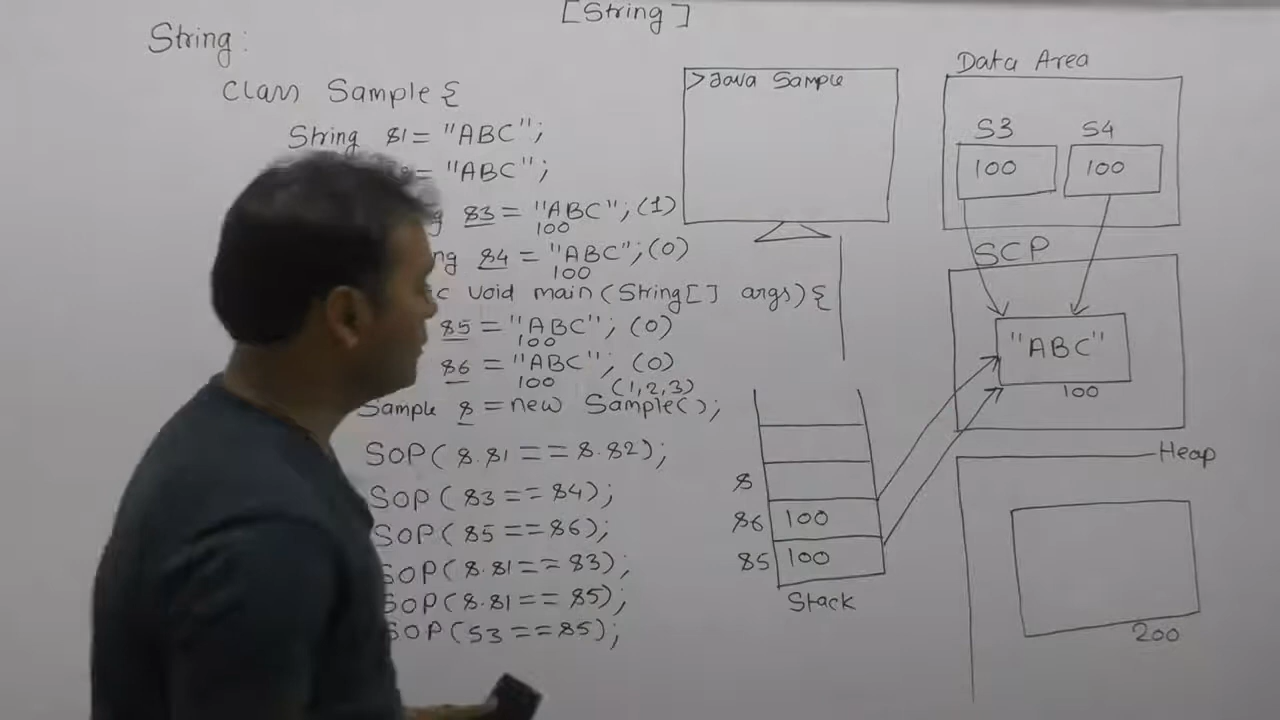 [String]
String:
Class Sample {
String s1 = "ABC";
= "ABC";
s3 = "ABC"; (1)
100
s4 = "ABC"; (0)
100
void main (String[] args) {
s5 = "ABC"; (0)
100
s6 = "ABC"; (0)
100 (1,2,3)
Sample s = new Sample();
SOP(s.s1 == s.s2);
SOP(s3 == s4);
SOP(s5 == s6);
SOP(s.s1 == s3);
SOP(s.s1 == s5);
SOP(s3 == s5);
>Java Sample
Data Area
S3 S4
100 100
SCP
"ABC"
100
s
s6 100
s5 100
Stack
Heap
200